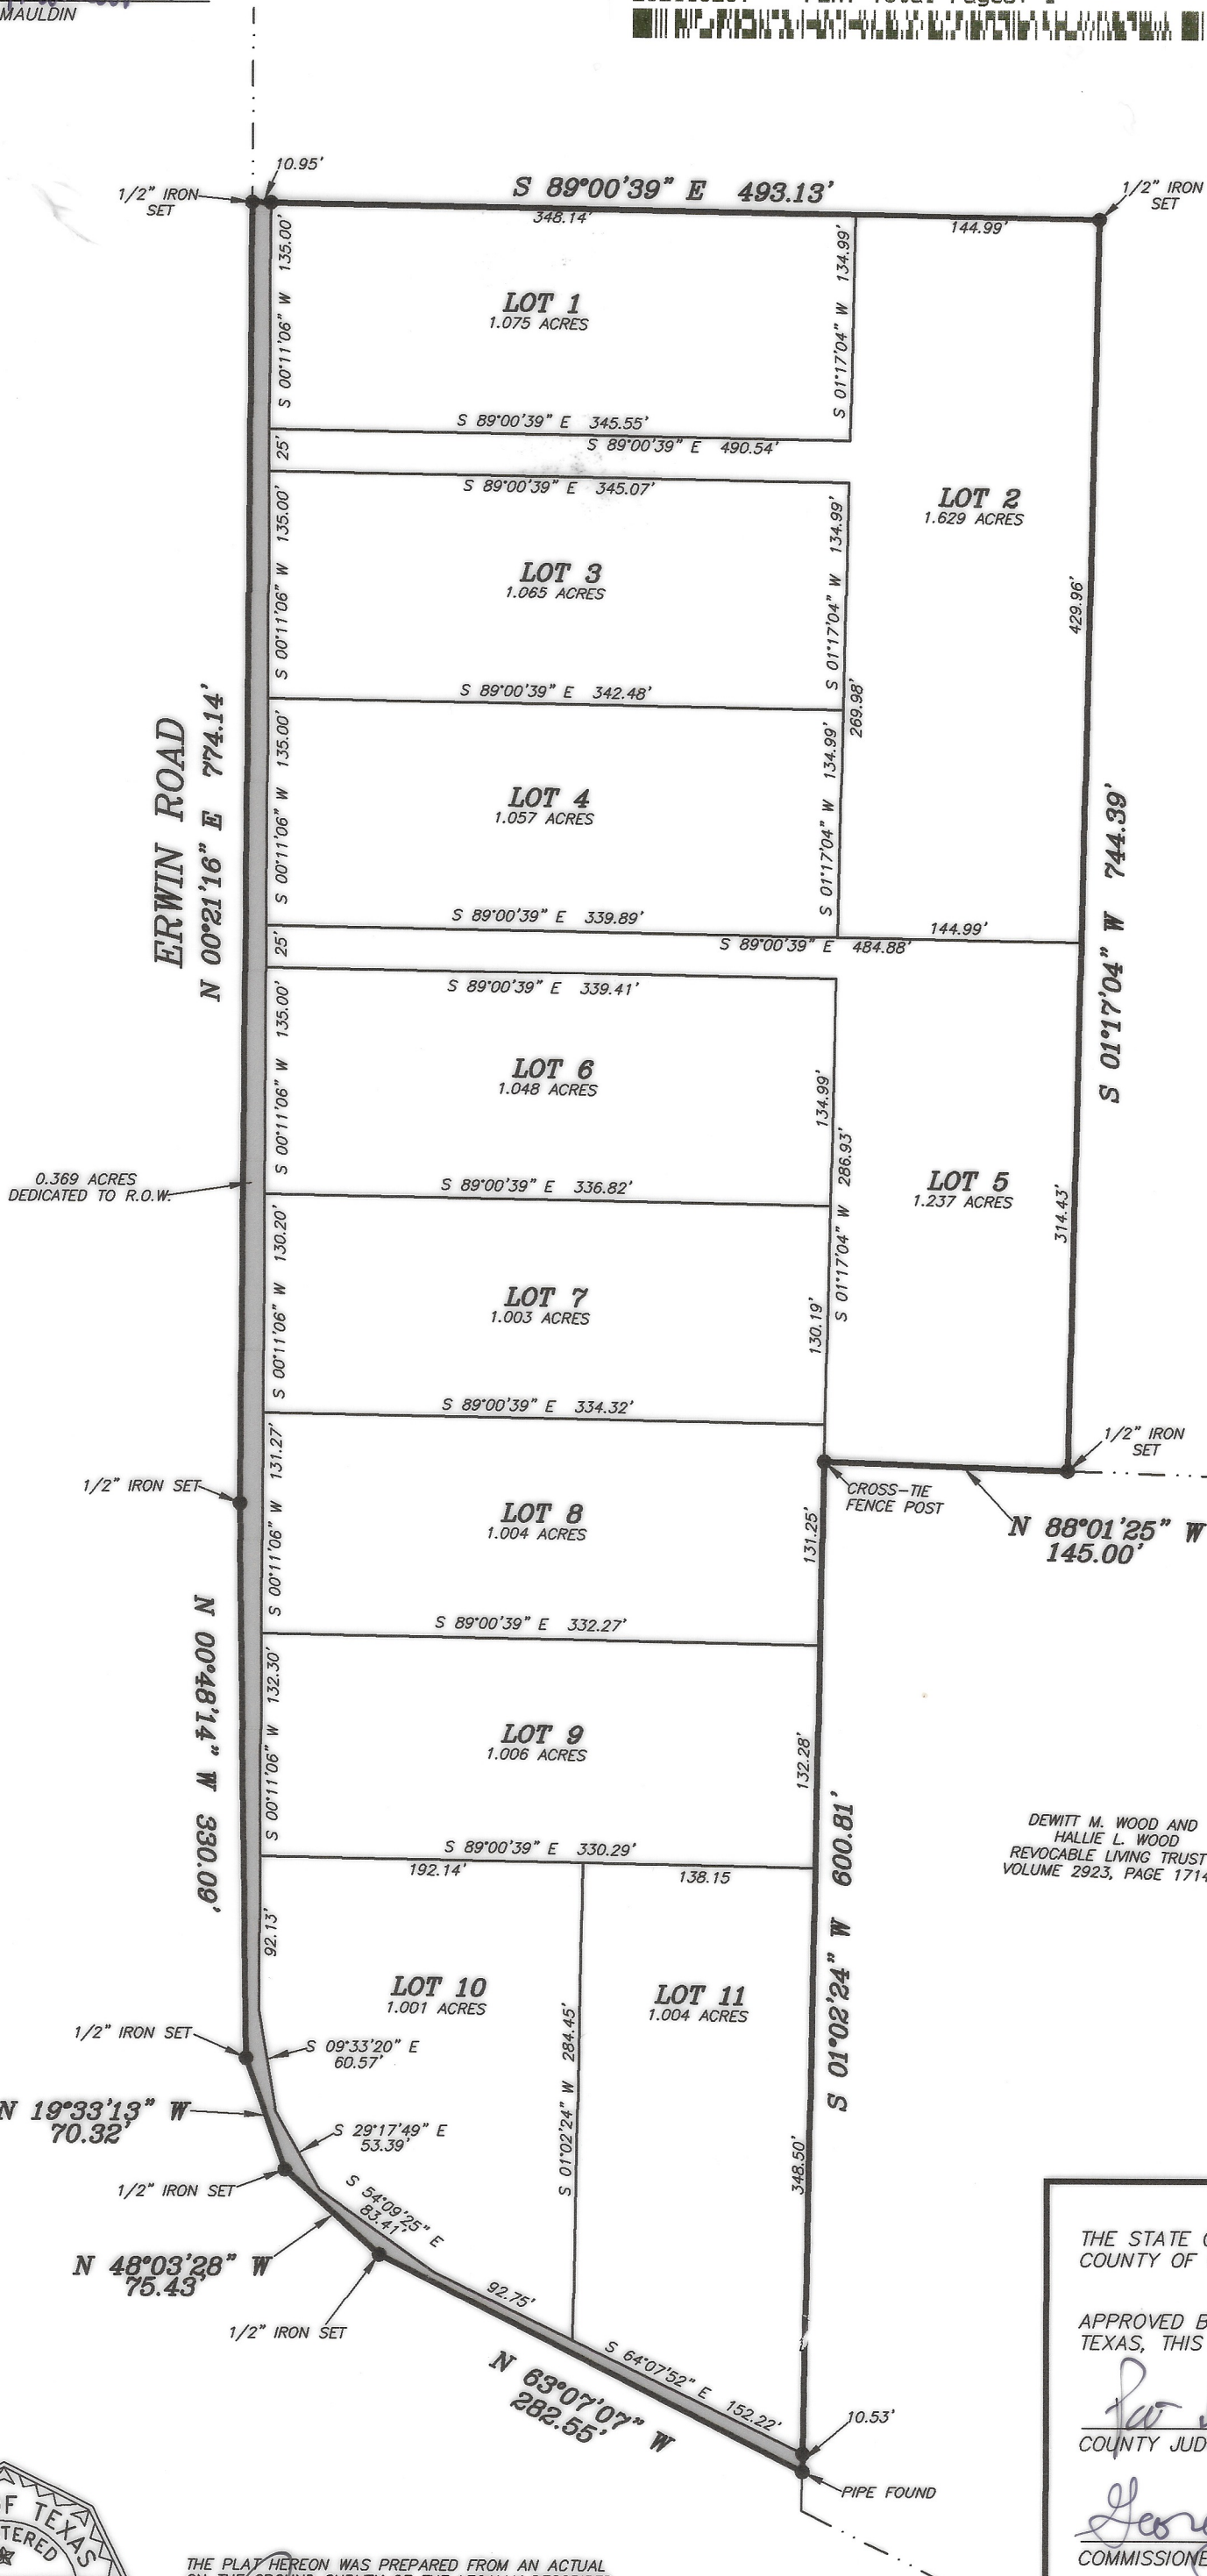 MAULDIN
10.95'
1/2" IRON
SET
S 89°00'39" E 493.13'
1/2" IRON
SET
348.14'
144.99'
S 00°11'06" W 135.00'
LOT 1
1.075 ACRES
S 01°17'04" W 134.99'
S 89°00'39" E 345.55'
25'
S 89°00'39" E 490.54'
S 89°00'39" E 345.07'
LOT 2
1.629 ACRES
429.96'
S 00°11'06" W 135.00'
LOT 3
1.065 ACRES
S 01°17'04" W 134.99'
S 89°00'39" E 342.48'
269.98'
ERWIN ROAD
N 00°21'16" E 774.14'
S 00°11'06" W 135.00'
LOT 4
1.057 ACRES
S 01°17'04" W 134.99'
S 01°17'04" W 744.39'
S 89°00'39" E 339.89'
144.99'
25'
S 89°00'39" E 484.88'
S 89°00'39" E 339.41'
S 00°11'06" W 135.00'
LOT 6
1.048 ACRES
134.99'
S 01°17'04" W 286.93'
0.369 ACRES
DEDICATED TO R.O.W.
S 89°00'39" E 336.82'
LOT 5
1.237 ACRES
314.43'
S 00°11'06" W 130.20'
LOT 7
1.003 ACRES
130.19'
S 89°00'39" E 334.32'
1/2" IRON
SET
1/2" IRON SET
CROSS-TIE
FENCE POST
N 88°01'25" W
145.00'
S 00°11'06" W 131.27'
LOT 8
1.004 ACRES
131.25'
S 89°00'39" E 332.27'
N 00°48'14" W 330.09'
S 00°11'06" W 132.30'
LOT 9
1.006 ACRES
132.28'
S 01°02'24" W 600.81'
DEWITT M. WOOD AND
HALLIE L. WOOD
REVOCABLE LIVING TRUST
VOLUME 2923, PAGE 1714
S 89°00'39" E 330.29'
192.14'
138.15
92.13'
LOT 10
1.001 ACRES
LOT 11
1.004 ACRES
S 01°02'24" W 284.45'
348.50'
1/2" IRON SET
S 09°33'20" E
60.57'
N 19°33'13" W
70.32'
S 29°17'49" E
53.39'
1/2" IRON SET
S 54°09'25" E
83.41'
N 48°03'28" W
75.43'
92.75'
1/2" IRON SET
S 64°07'52" E 152.22'
N 63°07'07" W
282.55'
10.53'
PIPE FOUND
THE STATE
COUNTY OF
APPROVED B
TEXAS, THIS
COUNTY JUD
COMMISSIONE
OF TEXAS
TERED
THE PLAT HEREON WAS PREPARED FROM AN ACTUAL